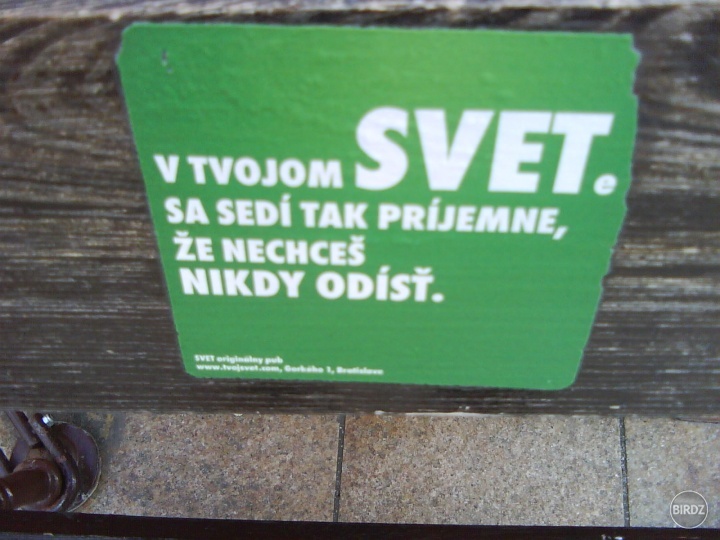 V TVOJOM SVET.e
SA SEDÍ TAK PRÍJEMNE,
ŽE NECHCEŠ
NIKDY ODÍSŤ.
SVET originálny pub
www.tvojsvet.com, Gorkého 1, Bratislava
BIRDZ